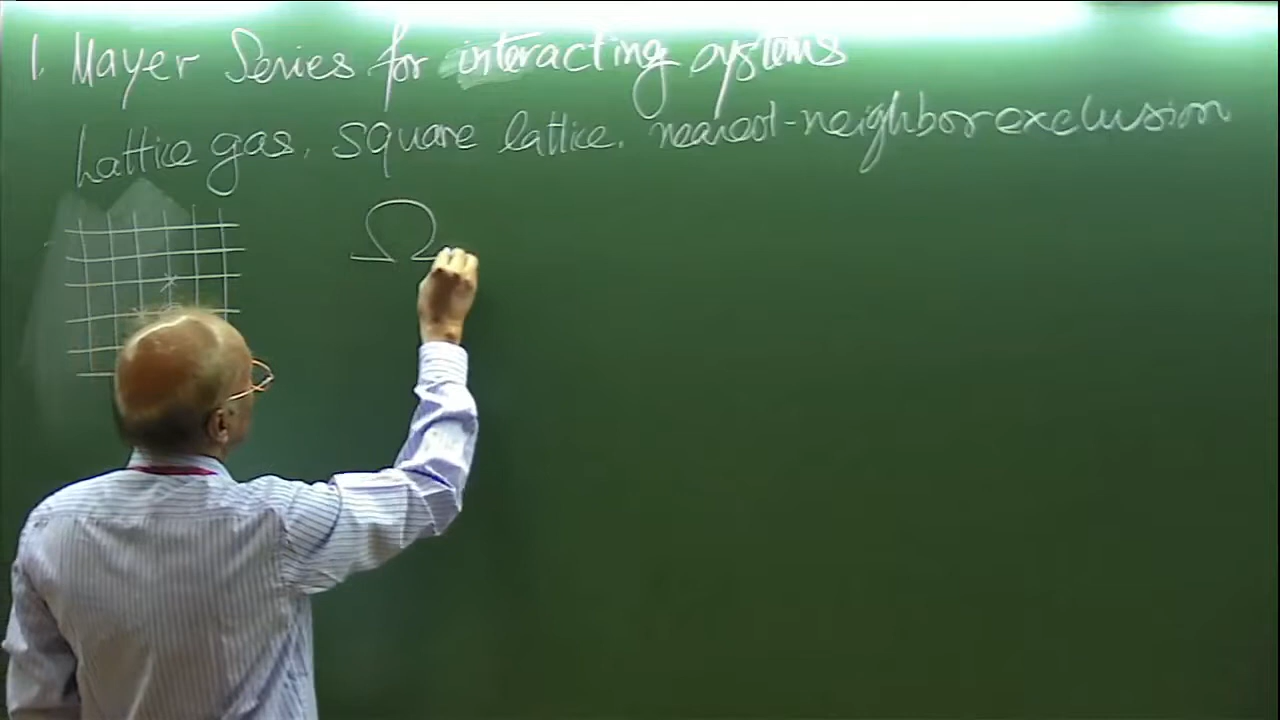 1. Mayer Series for interacting systems
Lattice gas, square lattice, nearest-neighbor exclusion
Ω